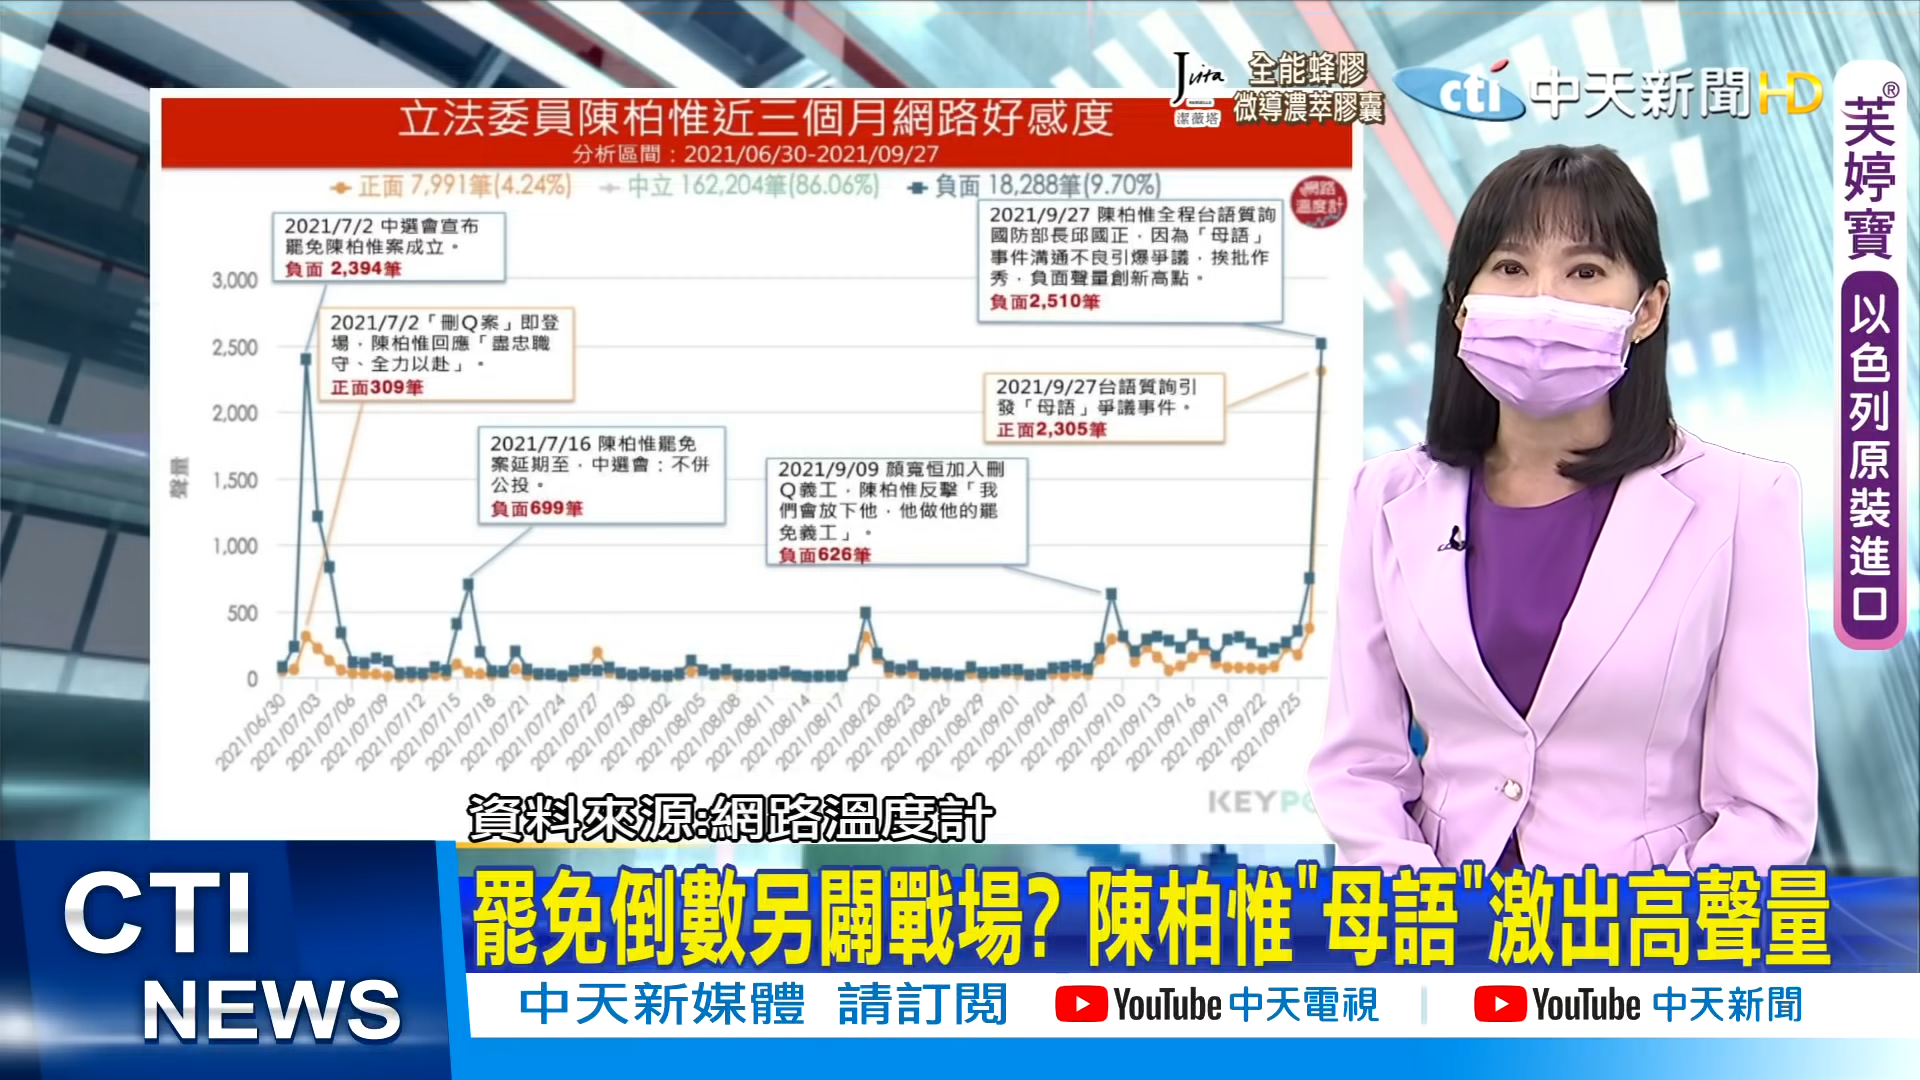 Jvita
潔薇塔
全能蜂膠
微導濃萃膠囊
cti 中天新聞HD
芙婷寶®
以色列原裝進口
立法委員陳柏惟近三個月網路好感度
分析區間：2021/06/30-2021/09/27
正面 7,991筆(4.24%) 中立 162,204筆(86.06%) 負面 18,288筆(9.70%)
網路
溫度計
2021/7/2 中選會宣布
罷免陳柏惟案成立。
負面 2,394筆
2021/7/2「刪Q案」即登
場，陳柏惟回應「盡忠職
守、全力以赴」。
正面309筆
2021/7/16 陳柏惟罷免
案延期至，中選會：不併
公投。
負面699筆
2021/9/09 顏寬恒加入刪
Q義工，陳柏惟反擊「我
們會放下他，他做他的罷
免義工」。
負面626筆
2021/9/27 陳柏惟全程台語質詢
國防部長邱國正，因為「母語」
事件溝通不良引爆爭議，挨批作
秀，負面聲量創新高點。
負面2,510筆
2021/9/27台語質詢引
發「母語」爭議事件。
正面2,305筆
聲量
3,000
2,500
2,000
1,500
1,000
500
0
2021/06/30
2021/07/03
2021/07/06
2021/07/09
2021/07/12
2021/07/15
2021/07/18
2021/07/21
2021/07/24
2021/07/27
2021/07/30
2021/08/02
2021/08/05
2021/08/08
2021/08/11
2021/08/14
2021/08/17
2021/08/20
2021/08/23
2021/08/26
2021/08/29
2021/09/01
2021/09/04
2021/09/07
2021/09/10
2021/09/13
2021/09/16
2021/09/19
2021/09/22
2021/09/25
KEYPO
資料來源:網路溫度計
CTI
NEWS
罷免倒數另闢戰場? 陳柏惟"母語"激出高聲量
中天新媒體 請訂閱 YouTube 中天電視 | YouTube 中天新聞